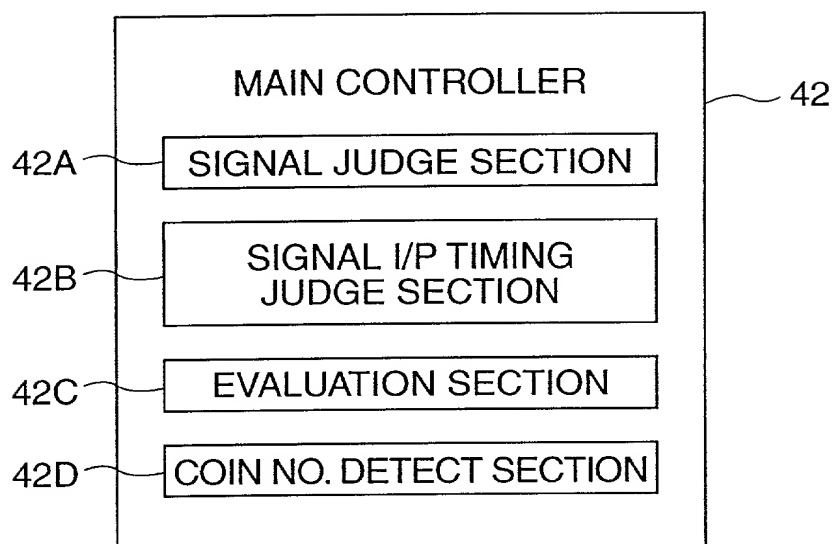 MAIN CONTROLLER
42
42A
SIGNAL JUDGE SECTION
42B
SIGNAL I/P TIMING
JUDGE SECTION
42C
EVALUATION SECTION
42D
COIN NO. DETECT SECTION